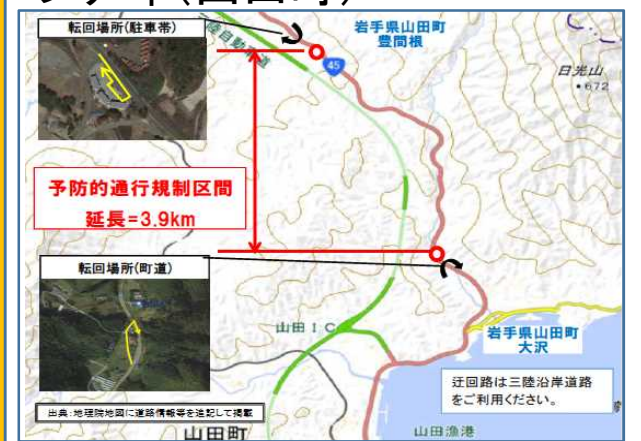 転回場所(駐車帯)
岩手県山田町
豊間根
45
日光山
・672
予防的通行規制区間
延長=3.9km
転回場所(町道)
山田IC
岩手県山田町
大沢
迂回路は三陸沿岸道路
をご利用ください。
出典:地理院地図に道路情報等を追記して掲載
山田町
山田漁港